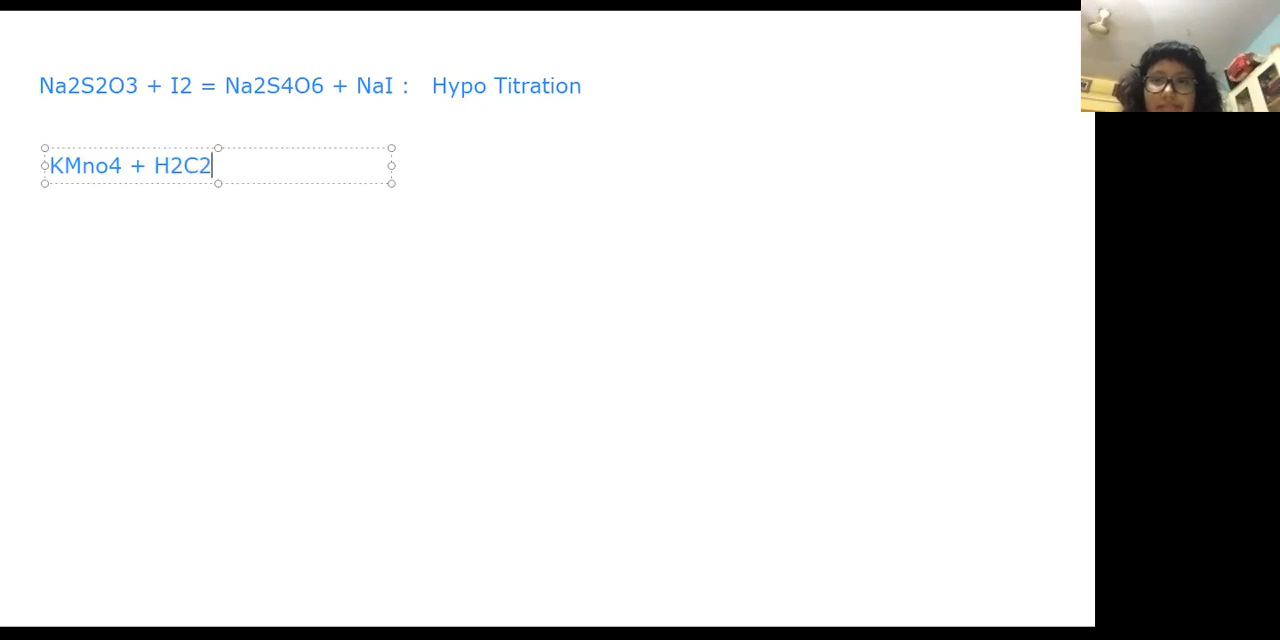 Na2S2O3 + I2 = Na2S4O6 + NaI : Hypo Titration
KMno4 + H2C2